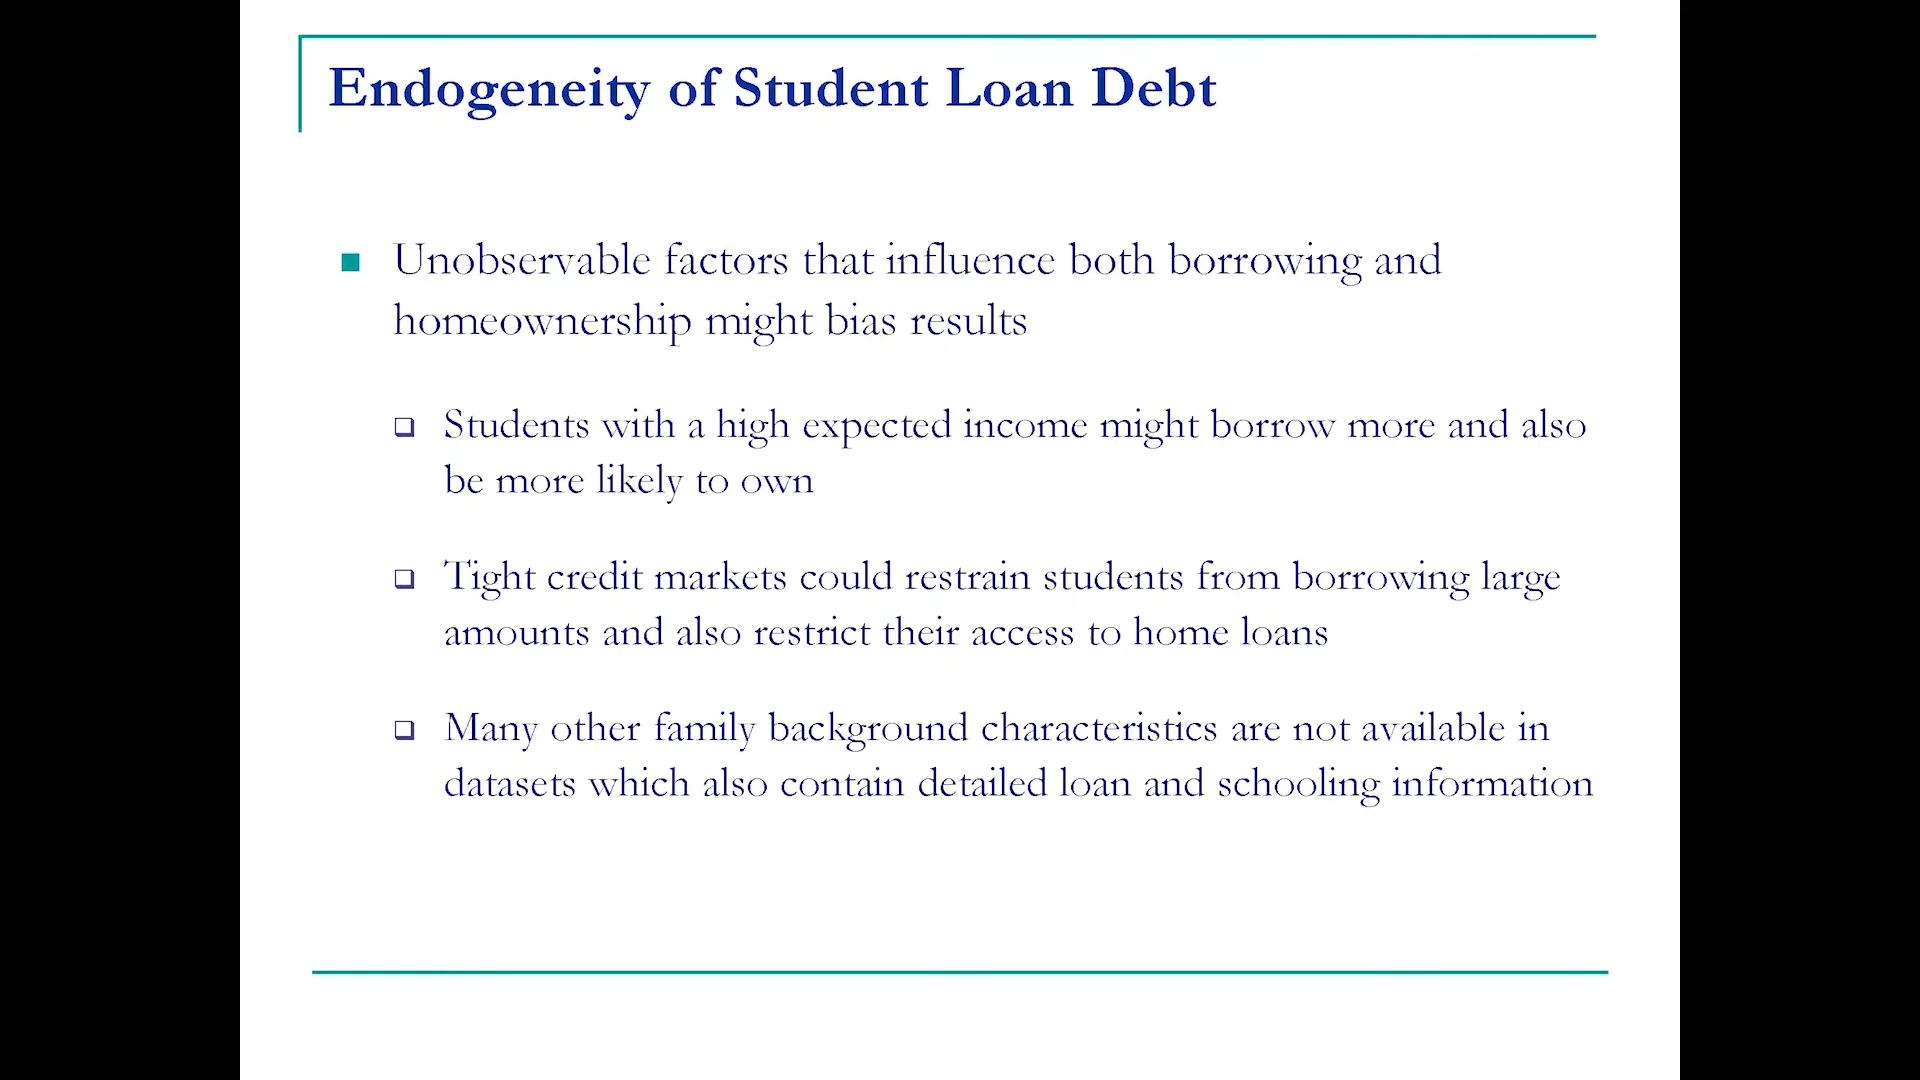 Endogeneity of Student Loan Debt
Unobservable factors that influence both borrowing and
homeownership might bias results
Students with a high expected income might borrow more and also
be more likely to own
Tight credit markets could restrain students from borrowing large
amounts and also restrict their access to home loans
Many other family background characteristics are not available in
datasets which also contain detailed loan and schooling information